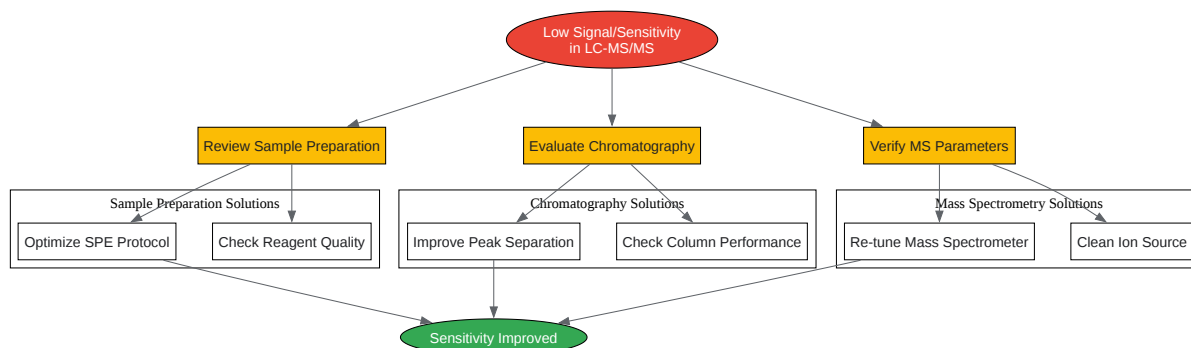 Low Signal/Sensitivity
in LC-MS/MS
Review Sample Preparation
Evaluate Chromatography
Verify MS Parameters
Sample Preparation Solutions
Chromatography Solutions
Mass Spectrometry Solutions
Optimize SPE Protocol
Check Reagent Quality
Improve Peak Separation
Check Column Performance
Re-tune Mass Spectrometer
Clean Ion Source
Sensitivity Improved